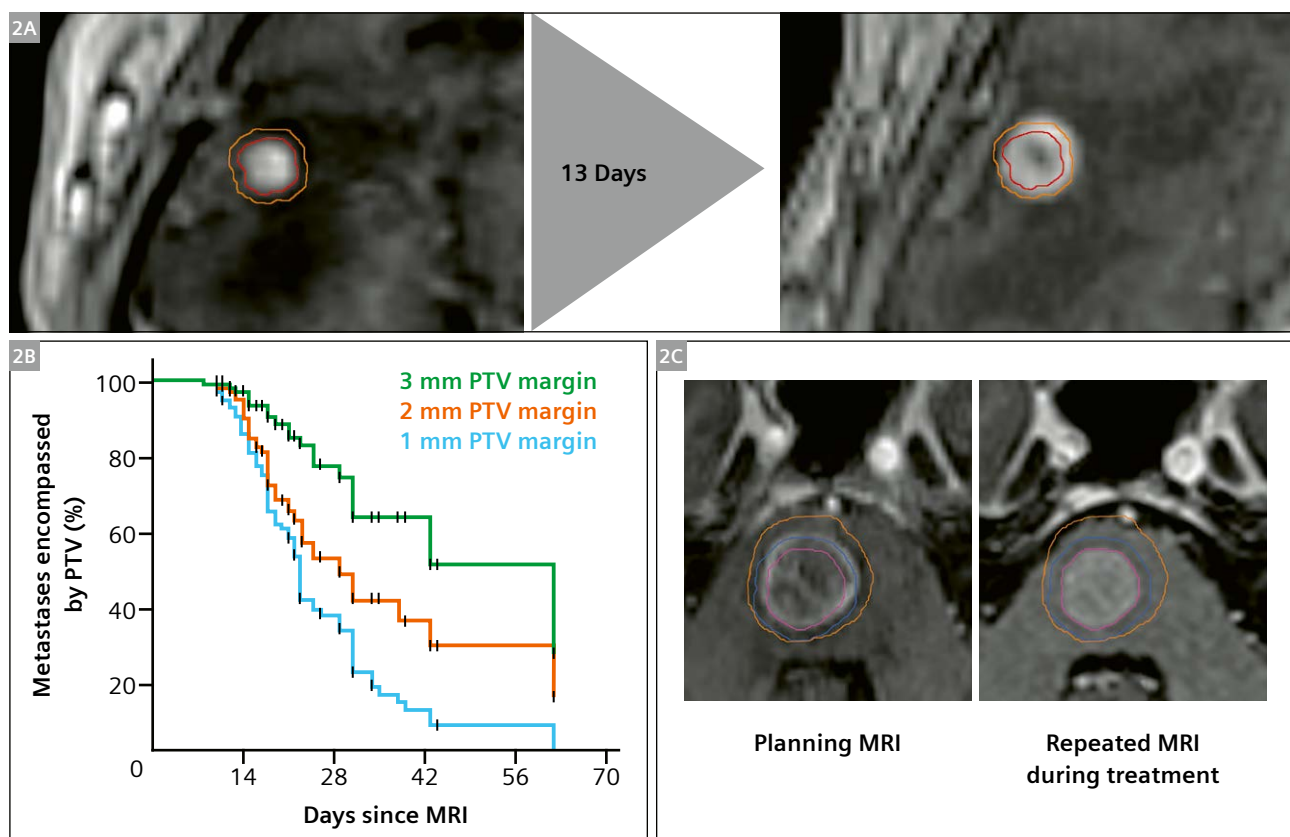 2A
13 Days
2B
3 mm PTV margin
2 mm PTV margin
1 mm PTV margin
Metastases encompassed
by PTV (%)
100
80
60
40
20
0
14
28
42
56
70
Days since MRI
2C
Planning MRI
Repeated MRI
during treatment